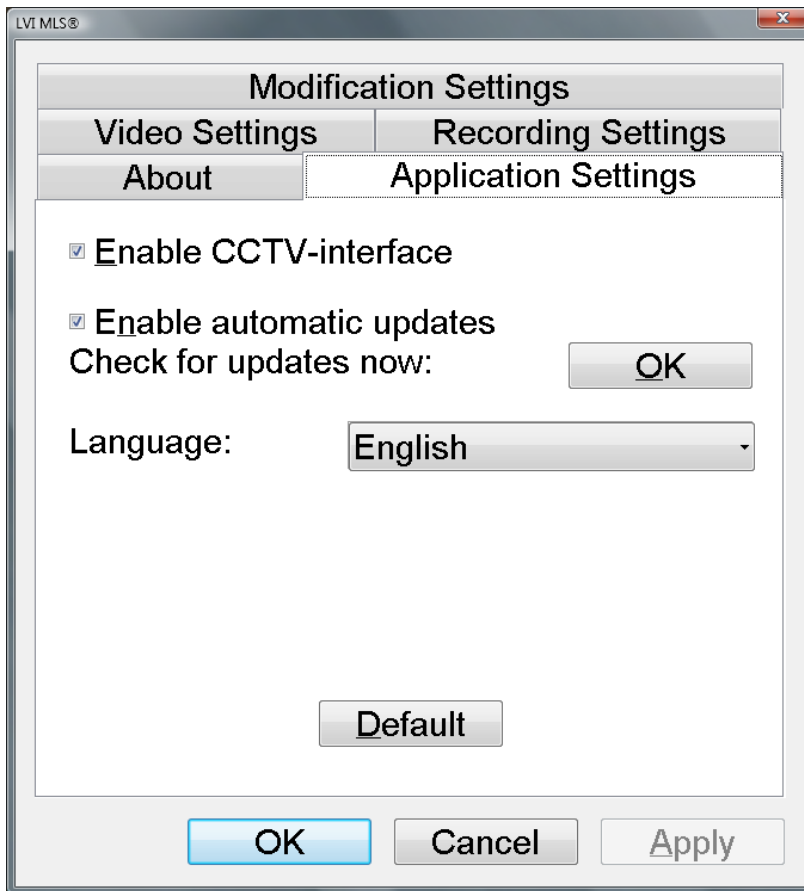 LVI MLS®
Modification Settings
Video Settings
Recording Settings
About
Application Settings
Enable CCTV-interface
Enable automatic updates
Check for updates now:
OK
Language:
English
Default
OK
Cancel
Apply